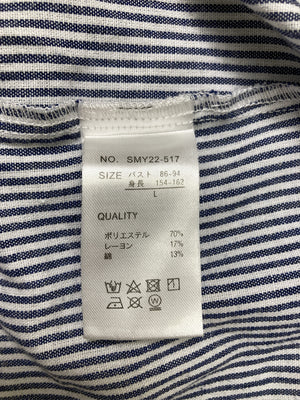 NO. SMY22-517
SIZE バスト 86-94
身長 154-162
L
QUALITY
ポリエステル 70%
レーヨン 17%
綿 13%